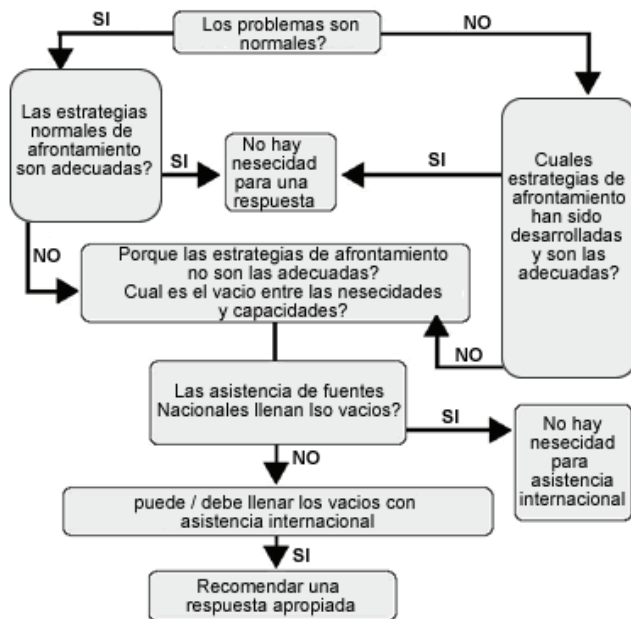 Los problemas son
normales?
SI
NO
Las estrategias
normales de
afrontamiento
son adecuadas?
SI
No hay
nesecidad
para una
respuesta
SI
Cuales
estrategias de
afrontamiento
han sido
desarrolladas
y son las
adecuadas?
NO
Porque las estrategias de afrontamiento
no son las adecuadas?
Cual es el vacio entre las nesecidades
y capacidades?
NO
Las asistencia de fuentes
Nacionales llenan lso vacios?
SI
No hay
nesecidad
para
asistencia
internacional
NO
puede / debe llenar los vacios con
asistencia internacional
SI
Recomendar una
respuesta apropiada